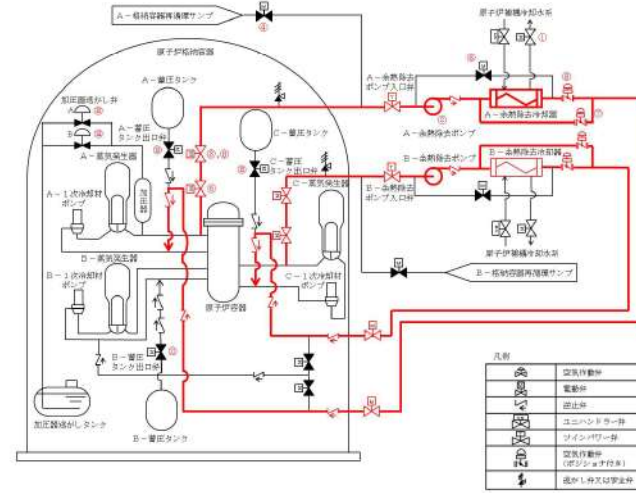 A－格納容器再循環サンプ
④
原子炉補機冷却水系
①
原子炉格納容器
A－余熱除去
ポンプ入口弁
A－余熱除去冷却器
⑦
A－余熱除去ポンプ
加圧器逃がし弁
A
B
A－蓄圧タンク
A－蓄圧
タンク出口弁
C－蓄圧タンク
C－蓄圧
タンク出口弁
A－蒸気発生器
加圧器
C－蒸気発生器
B－余熱除去ポンプ
B－余熱除去冷却器
B－余熱除去
ポンプ入口弁
A－1次冷却材
ポンプ
B－蒸気発生器
B－1次冷却材
ポンプ
C－1次冷却材
ポンプ
原子炉容器
原子炉補機冷却水系
B－格納容器再循環サンプ
B－蓄圧
タンク出口弁
加圧器逃がしタンク
B－蓄圧タンク
凡例
空気作動弁
電動弁
逆止弁
ユニハンドラー弁
ツインパワー弁
空気作動弁
(ポジショナ付き)
逃がし弁又は安全弁